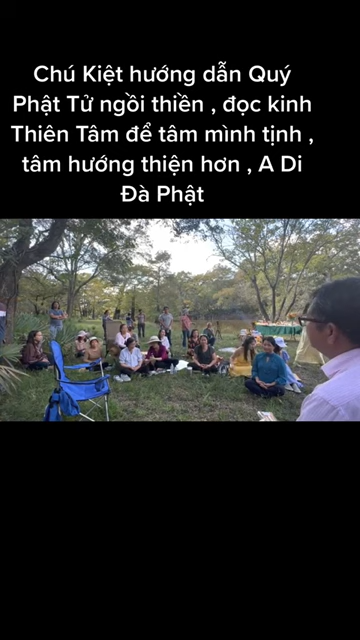 Chú Kiệt hướng dẫn Quý
Phật Tử ngồi thiền , đọc kinh
Thiên Tâm để tâm mình tịnh ,
tâm hướng thiện hơn , A Di
Đà Phật